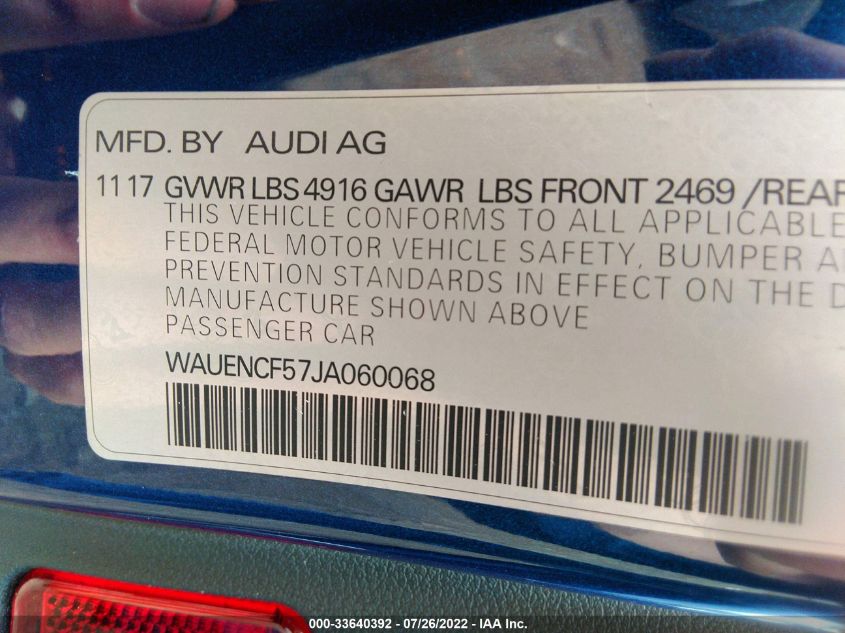 MFD. BY AUDI AG
11 17 GVWR LBS 4916 GAWR LBS FRONT 2469 /REAR
THIS VEHICLE CONFORMS TO ALL APPLICABLE
FEDERAL MOTOR VEHICLE SAFETY, BUMPER
PREVENTION STANDARDS IN EFFECT ON THE
MANUFACTURE SHOWN ABOVE
PASSENGER CAR
WAUENCF57JA060068
000-33640392 - 07/26/2022 - IAA Inc.